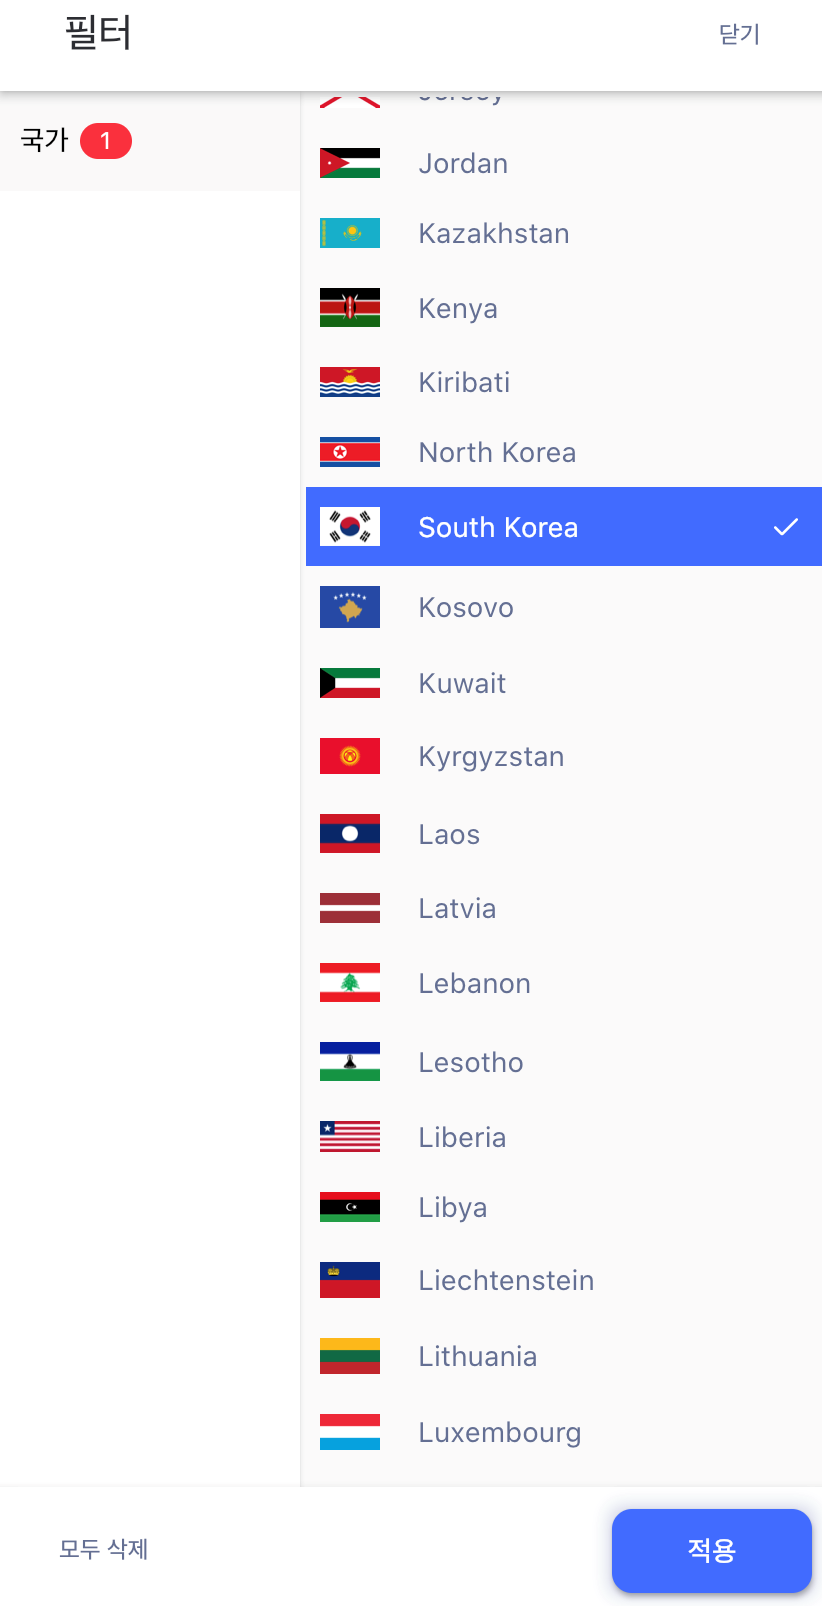 필터
닫기
국가 1
Jersey
Jordan
Kazakhstan
Kenya
Kiribati
North Korea
South Korea
Kosovo
Kuwait
Kyrgyzstan
Laos
Latvia
Lebanon
Lesotho
Liberia
Libya
Liechtenstein
Lithuania
Luxembourg
모두 삭제
적용